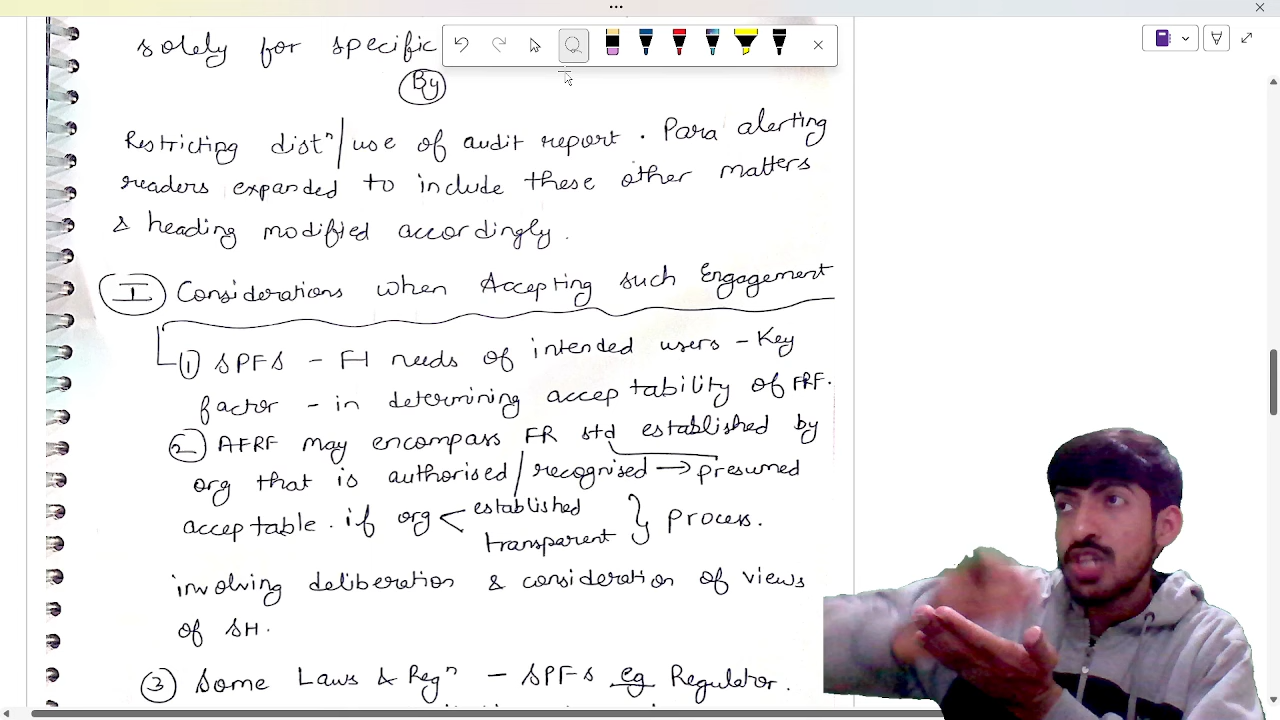 solely for specific
By
Restricting distⁿ/use of audit report. Para alerting
readers expanded to include these other matters
& heading modified accordingly.
I Considerations when Accepting such Engagement
1 SPFS - FI needs of intended users - Key
factor - in determining acceptability of FRF.
2 AFRF may encompass FR std established by
org that is authorised/recognised → presumed
acceptable. if org < established
transparent } process.
involving deliberation & consideration of views
of SH.
3 Some Laws & Regⁿ - SPFS eg Regulator.